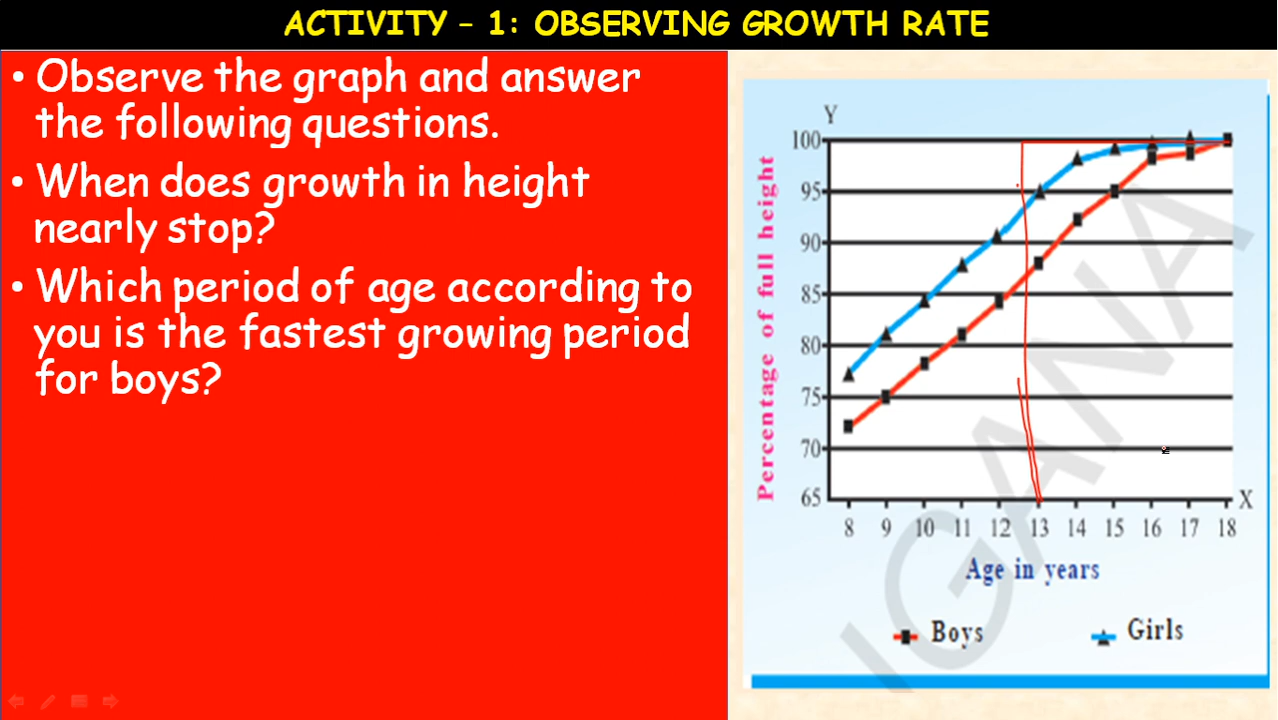 ACTIVITY – 1: OBSERVING GROWTH RATE
• Observe the graph and answer
the following questions.
• When does growth in height
nearly stop?
• Which period of age according to
you is the fastest growing period
for boys?
Y
Percentage of full height
100
95
90
85
80
75
70
65
X
8 9 10 11 12 13 14 15 16 17 18
Age in years
Boys Girls
IGANA